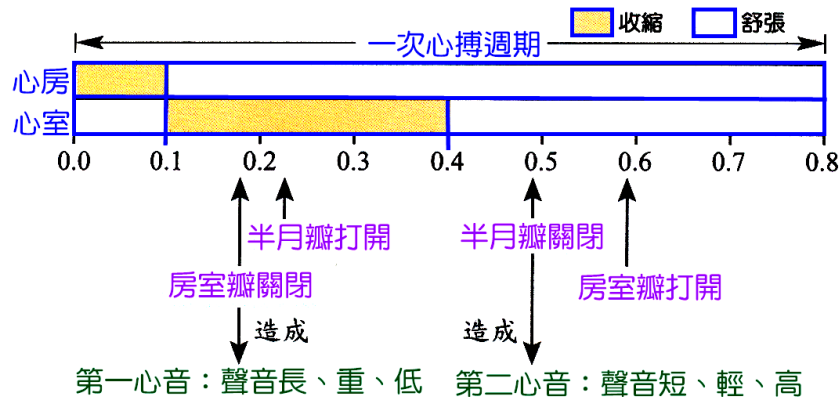 收縮 舒張
一次心搏週期
心房
心室
0.0 0.1 0.2 0.3 0.4 0.5 0.6 0.7 0.8
半月瓣打開 半月瓣關閉
房室瓣關閉 房室瓣打開
造成 造成
第一心音：聲音長、重、低 第二心音：聲音短、輕、高